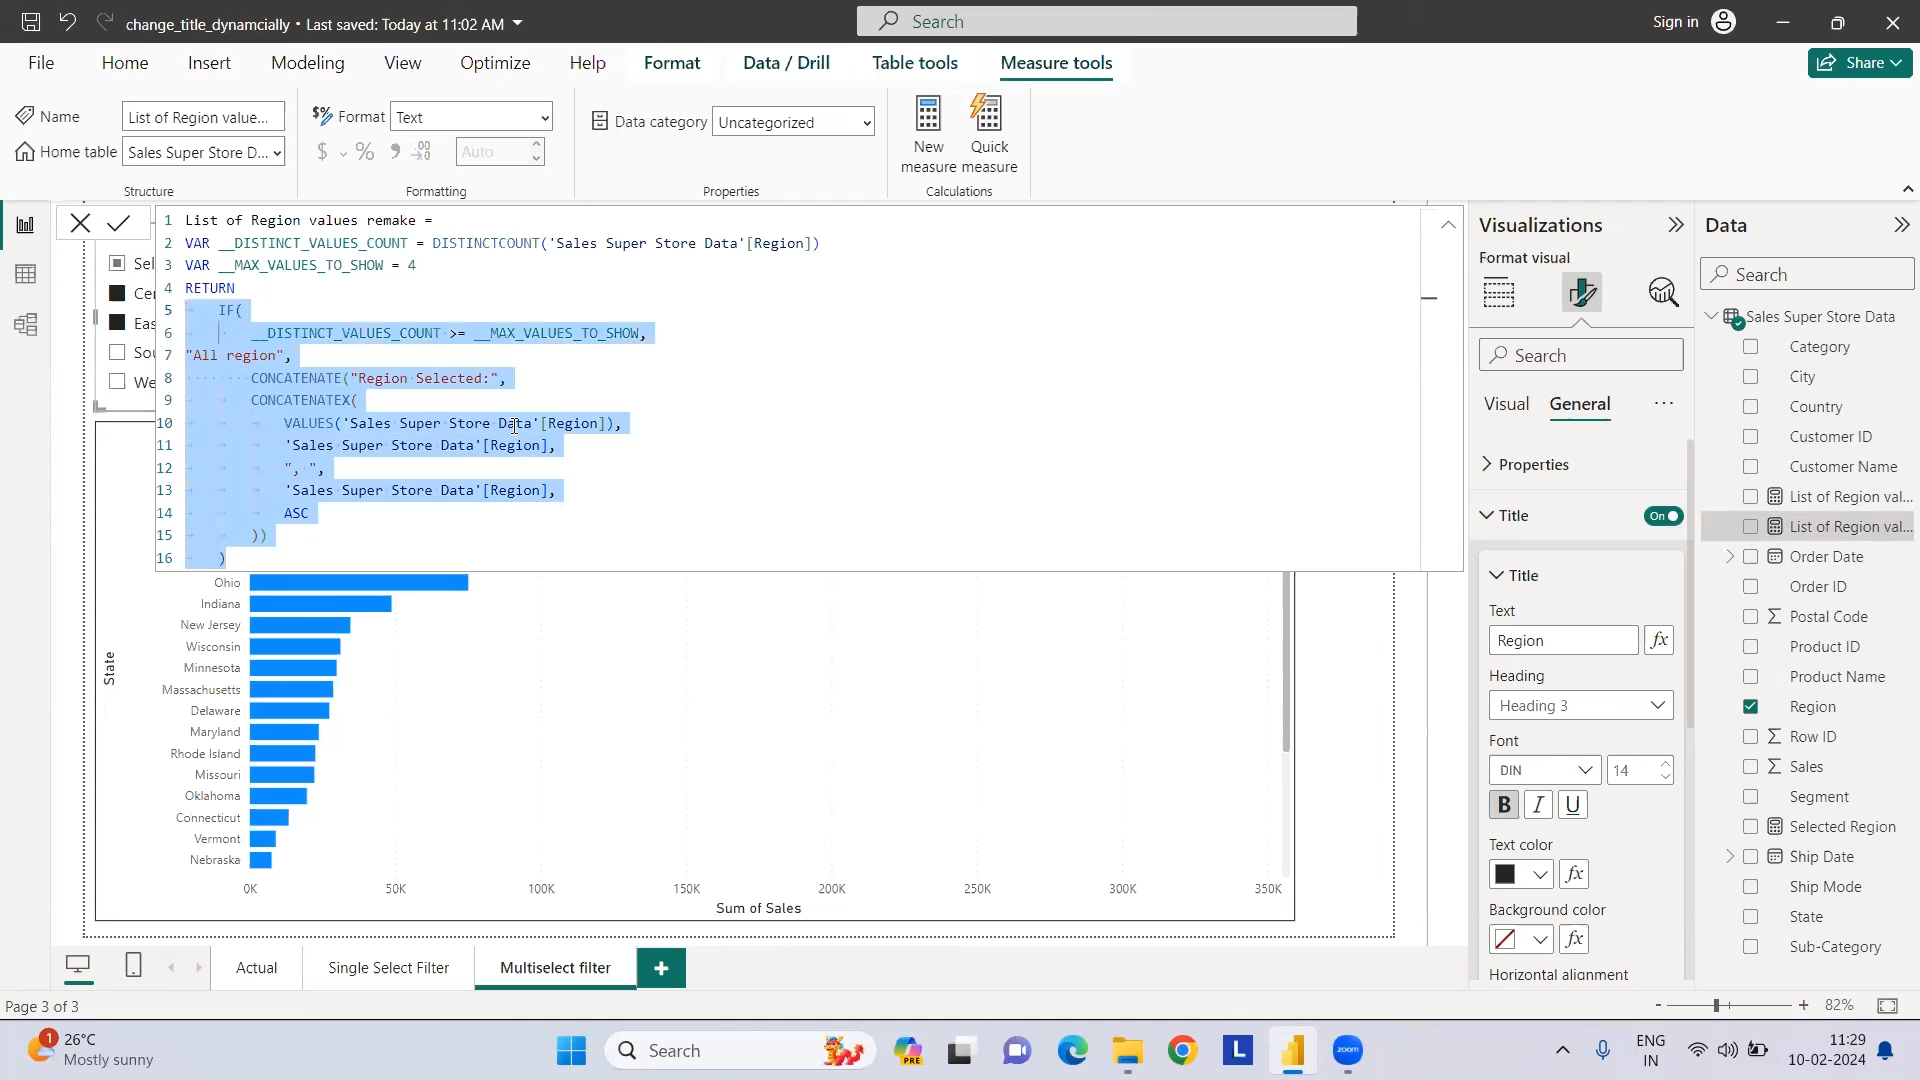 change_title_dynamcially • Last saved: Today at 11:02 AM
Search
Sign in
File
Home
Insert
Modeling
View
Optimize
Help
Format
Data / Drill
Table tools
Measure tools
Share
Name
List of Region value...
Home table
Sales Super Store D...
Structure
Format
Text
$
%
Auto
Formatting
Data category
Uncategorized
Properties
New measure
Quick measure
Calculations
1 List of Region values remake =
2 VAR __DISTINCT_VALUES_COUNT = DISTINCTCOUNT('Sales Super Store Data'[Region])
3 VAR __MAX_VALUES_TO_SHOW = 4
4 RETURN
5 IF(
6 __DISTINCT_VALUES_COUNT >= __MAX_VALUES_TO_SHOW,
7 "All region",
8 CONCATENATE("Region Selected:",
9 CONCATENATEX(
10 VALUES('Sales Super Store Data'[Region]),
11 'Sales Super Store Data'[Region],
12 ", ",
13 'Sales Super Store Data'[Region],
14 ASC
15 ))
16 )
Sel
Cen
Eas
Sou
We
State
Ohio
Indiana
New Jersey
Wisconsin
Minnesota
Massachusetts
Delaware
Maryland
Rhode Island
Missouri
Oklahoma
Connecticut
Vermont
Nebraska
0K 50K 100K 150K 200K 250K 300K 350K
Sum of Sales
Visualizations
Format visual
Search
Visual
General
...
Properties
Title
On
Title
Text
Region
fx
Heading
Heading 3
Font
DIN
14
B
I
U
Text color
fx
Background color
fx
Horizontal alignment
Data
Search
Sales Super Store Data
Category
City
Country
Customer ID
Customer Name
List of Region val...
List of Region val...
Order Date
Order ID
Postal Code
Product ID
Product Name
Region
Row ID
Sales
Segment
Selected Region
Ship Date
Ship Mode
State
Sub-Category
Actual
Single Select Filter
Multiselect filter
+
Page 3 of 3
- + 82%
1
26°C
Mostly sunny
Search
PRE
L
zoom
ENG
IN
11:29
10-02-2024